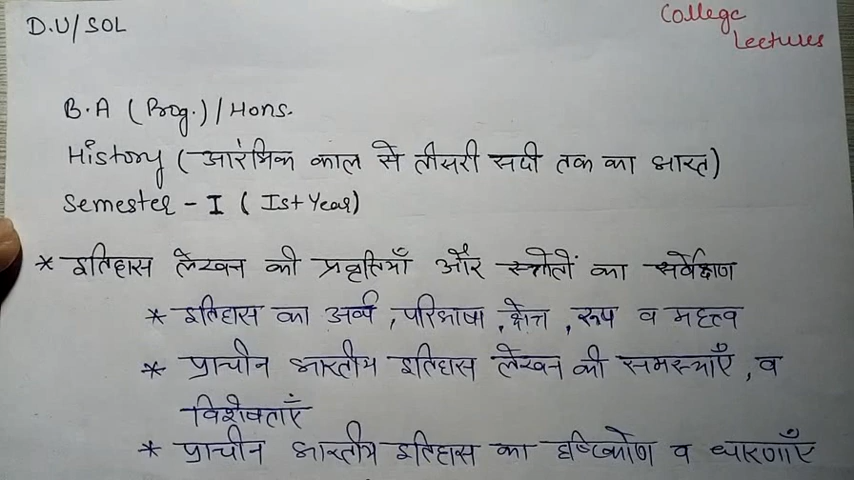 D.U/SOL
College
Lectures
B.A (Prog.)/Hons.
History (आरंभिक काल से तीसरी सदी तक का भारत)
Semester - I (Ist Year)
* इतिहास लेखन की प्रवृत्तियाँ और स्त्रोतों का सर्वेक्षण
* इतिहास का अर्थ, परिभाषा, क्षेत्र, रूप व महत्व
* प्राचीन भारतीय इतिहास लेखन की समस्याएँ, व
विशेषताएँ
* प्राचीन भारतीय इतिहास का दृष्टिकोण व धारणाएँ